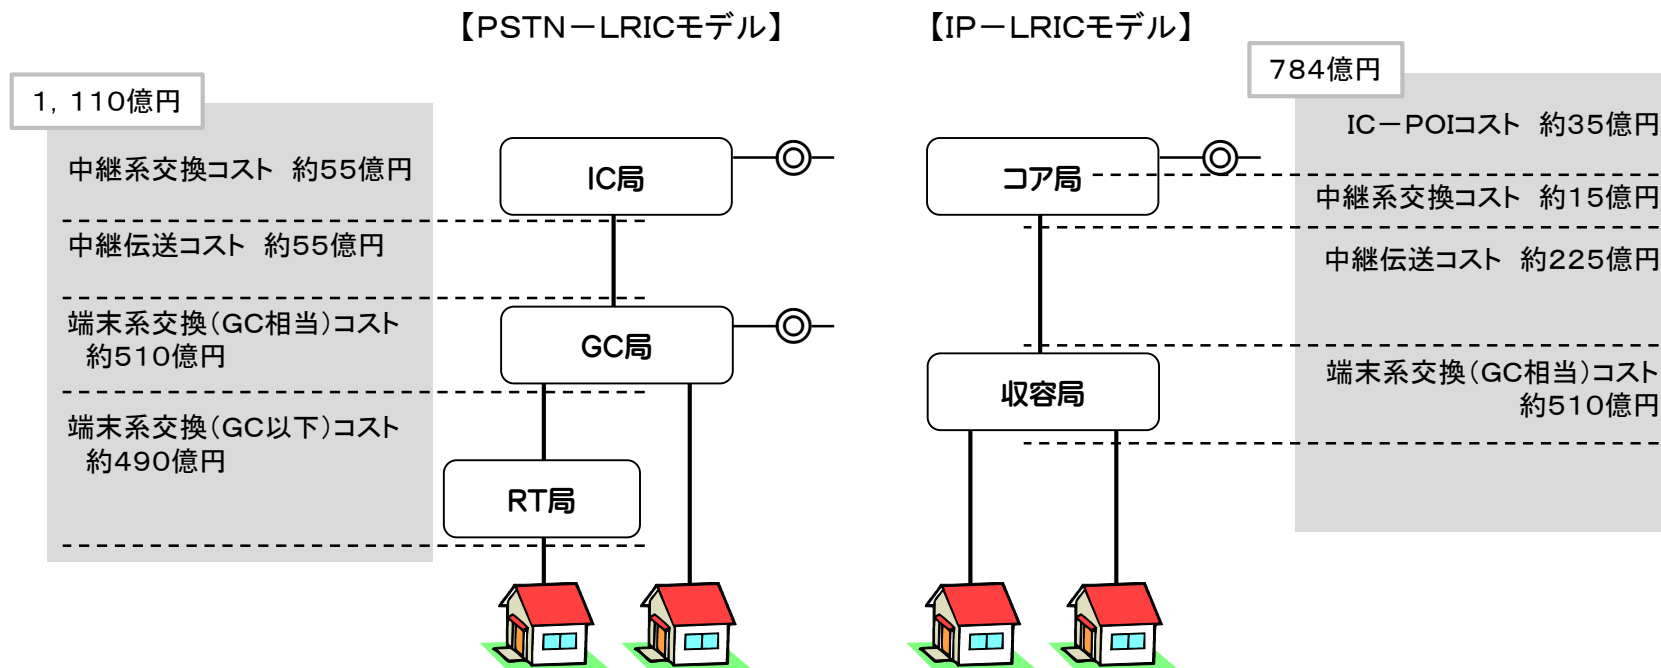 【PSTN－LRICモデル】
1，110億円
中継系交換コスト　約55億円
中継伝送コスト　約55億円
端末系交換（GC相当）コスト
約510億円
端末系交換（GC以下）コスト
約490億円
IC局
GC局
RT局
【IP－LRICモデル】
784億円
IC－POIコスト　約35億円
中継系交換コスト　約15億円
中継伝送コスト　約225億円
端末系交換（GC相当）コスト
約510億円
コア局
収容局